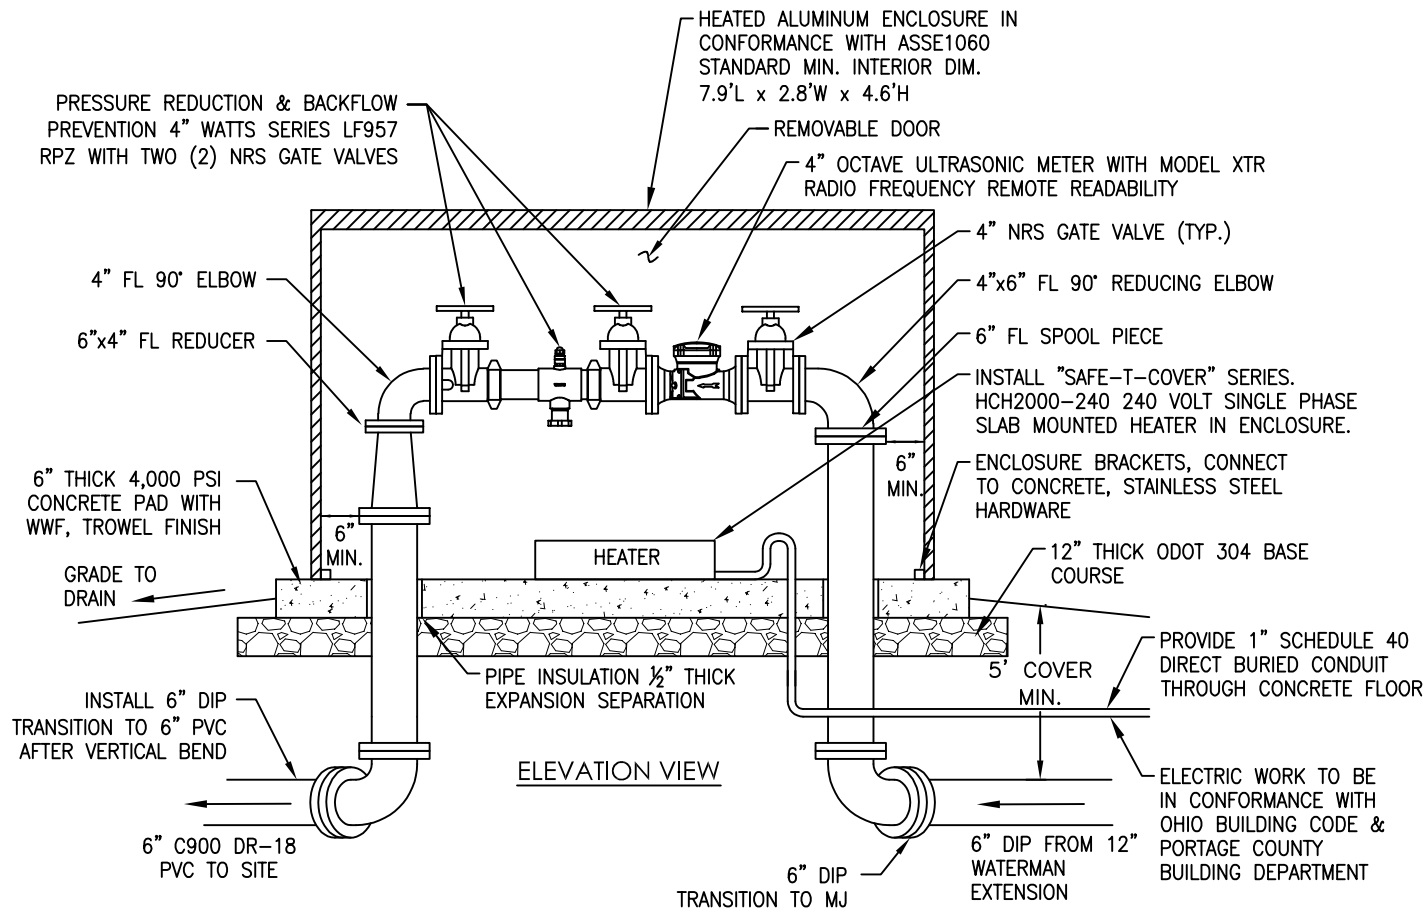 HEATED ALUMINUM ENCLOSURE IN
CONFORMANCE WITH ASSE1060
STANDARD MIN. INTERIOR DIM.
7.9'L x 2.8'W x 4.6'H
PRESSURE REDUCTION & BACKFLOW
PREVENTION 4" WATTS SERIES LF957
RPZ WITH TWO (2) NRS GATE VALVES
REMOVABLE DOOR
4" OCTAVE ULTRASONIC METER WITH MODEL XTR
RADIO FREQUENCY REMOTE READABILITY
4" NRS GATE VALVE (TYP.)
4" FL 90° ELBOW
4"x6" FL 90° REDUCING ELBOW
6"x4" FL REDUCER
6" FL SPOOL PIECE
INSTALL "SAFE-T-COVER" SERIES.
HCH2000-240 240 VOLT SINGLE PHASE
SLAB MOUNTED HEATER IN ENCLOSURE.
6" THICK 4,000 PSI
CONCRETE PAD WITH
WWF, TROWEL FINISH
6"
MIN.
6"
MIN.
ENCLOSURE BRACKETS, CONNECT
TO CONCRETE, STAINLESS STEEL
HARDWARE
HEATER
12" THICK ODOT 304 BASE
COURSE
GRADE TO
DRAIN
PIPE INSULATION ½" THICK
EXPANSION SEPARATION
5' COVER
MIN.
PROVIDE 1" SCHEDULE 40
DIRECT BURIED CONDUIT
THROUGH CONCRETE FLOOR
INSTALL 6" DIP
TRANSITION TO 6" PVC
AFTER VERTICAL BEND
ELEVATION VIEW
ELECTRIC WORK TO BE
IN CONFORMANCE WITH
OHIO BUILDING CODE &
PORTAGE COUNTY
BUILDING DEPARTMENT
6" C900 DR-18
PVC TO SITE
6" DIP
TRANSITION TO MJ
6" DIP FROM 12"
WATERMAN
EXTENSION